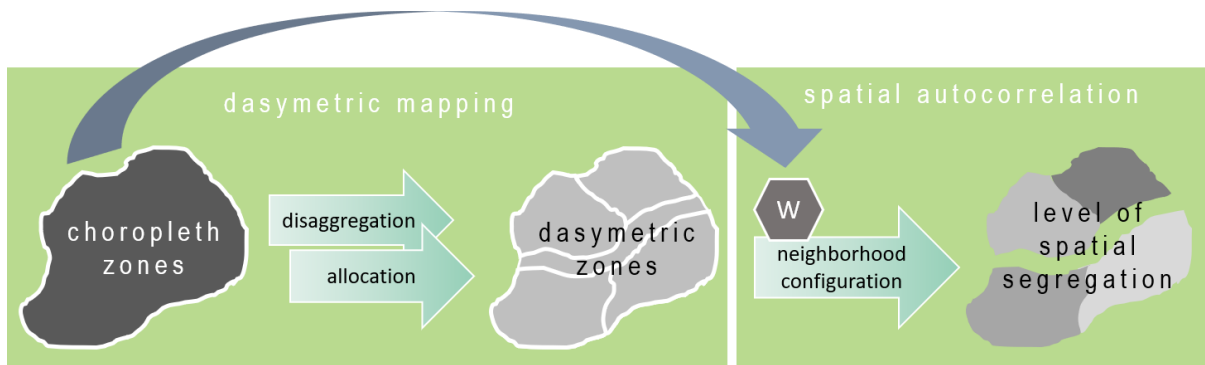 dasymetric mapping
spatial autocorrelation
choropleth
zones
disaggregation
allocation
dasymetric
zones
W
neighborhood
configuration
level of
spatial
segregation